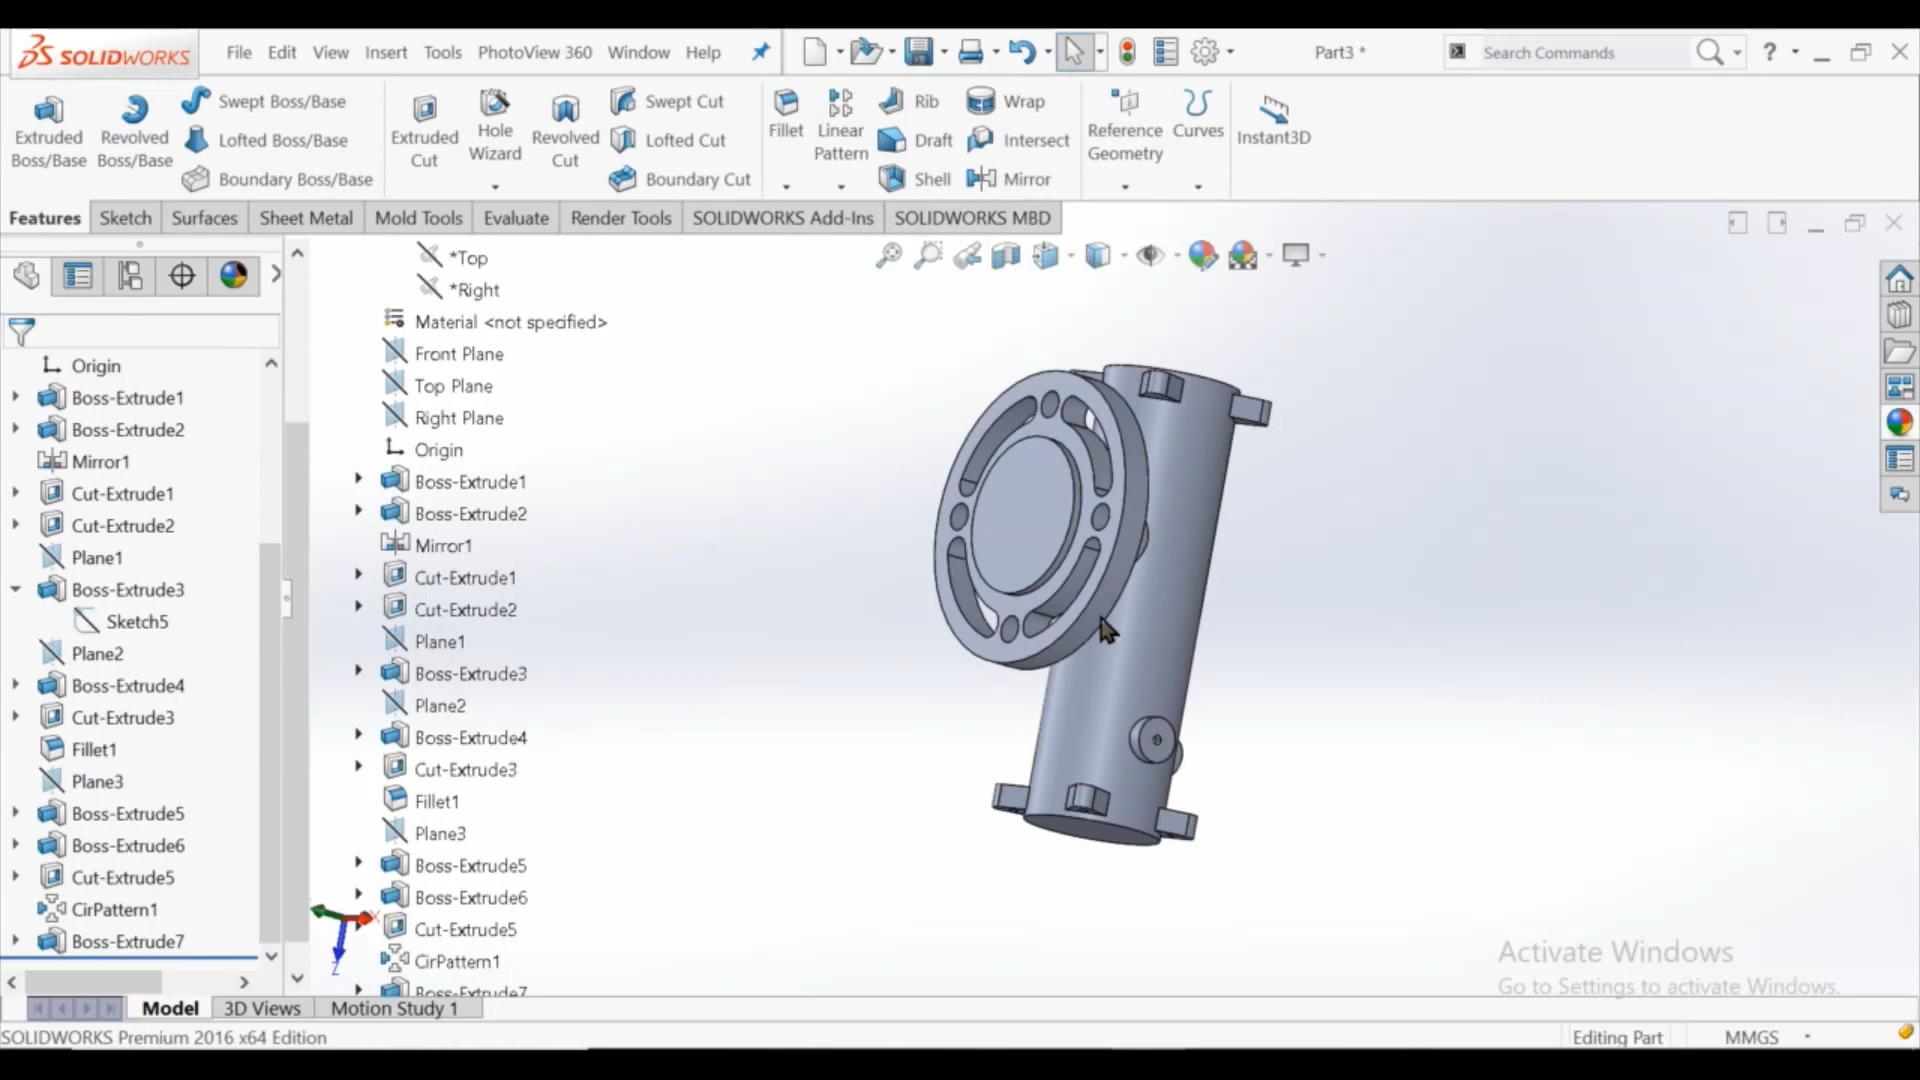 SOLIDWORKS File Edit View Insert Tools PhotoView 360 Window Help Part3 * Search Commands ?
Extruded Boss/Base
Revolved Boss/Base
Swept Boss/Base
Lofted Boss/Base
Boundary Boss/Base
Extruded Cut
Hole Wizard
Revolved Cut
Swept Cut
Lofted Cut
Boundary Cut
Fillet
Linear Pattern
Rib
Draft
Shell
Wrap
Intersect
Mirror
Reference Geometry
Curves
Instant3D
Features Sketch Surfaces Sheet Metal Mold Tools Evaluate Render Tools SOLIDWORKS Add-Ins SOLIDWORKS MBD
Origin
Boss-Extrude1
Boss-Extrude2
Mirror1
Cut-Extrude1
Cut-Extrude2
Plane1
Boss-Extrude3
Sketch5
Plane2
Boss-Extrude4
Cut-Extrude3
Fillet1
Plane3
Boss-Extrude5
Boss-Extrude6
Cut-Extrude5
CirPattern1
Boss-Extrude7
*Top
*Right
Material <not specified>
Front Plane
Top Plane
Right Plane
Origin
Boss-Extrude1
Boss-Extrude2
Mirror1
Cut-Extrude1
Cut-Extrude2
Plane1
Boss-Extrude3
Plane2
Boss-Extrude4
Cut-Extrude3
Fillet1
Plane3
Boss-Extrude5
Boss-Extrude6
Cut-Extrude5
CirPattern1
Boss-Extrude7
X
Z
Activate Windows
Go to Settings to activate Windows.
Model 3D Views Motion Study 1
SOLIDWORKS Premium 2016 x64 Edition Editing Part MMGS